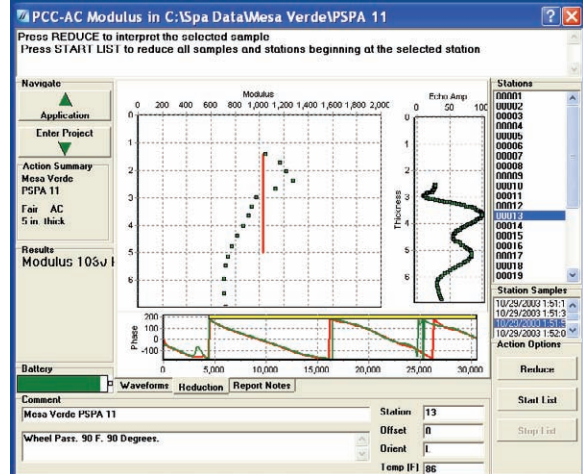 PCC-AC Modulus in C:\Spa Data\Mesa Verde\PSPA 11
Press REDUCE to interpret the selected sample
Press START LIST to reduce all samples and stations beginning at the selected station
Navigate
Application
Enter Project
Action Summary
Mesa Verde
PSPA 11
Fair AC
5 in. thick
Results
Modulus 1030
Battery
Modulus
0 200 400 600 800 1,000 1,200 1,400 1,600 1,800 2,000
0
1
2
3
4
5
6
Echo Amp
0 50 100
Thickness
0
1
2
3
4
5
6
Phase
200
100
0
-100
0 5,000 10,000 15,000 20,000 25,000 30,000
Waveforms Reduction Report Notes
Stations
00001
00002
00003
00004
00005
00006
00007
00008
00009
00010
00011
00012
00013
00014
00015
00016
00017
00018
00019
Station Samples
10/29/2003 1:51:1
10/29/2003 1:51:3
10/29/2003 1:51:5
10/29/2003 1:52:0
Action Options
Reduce
Start List
Stop List
Comment
Mesa Verde PSPA 11
Wheel Pass. 90 F. 90 Degrees.
Station 13
Offset 0
Orient L
Temp [F] 86